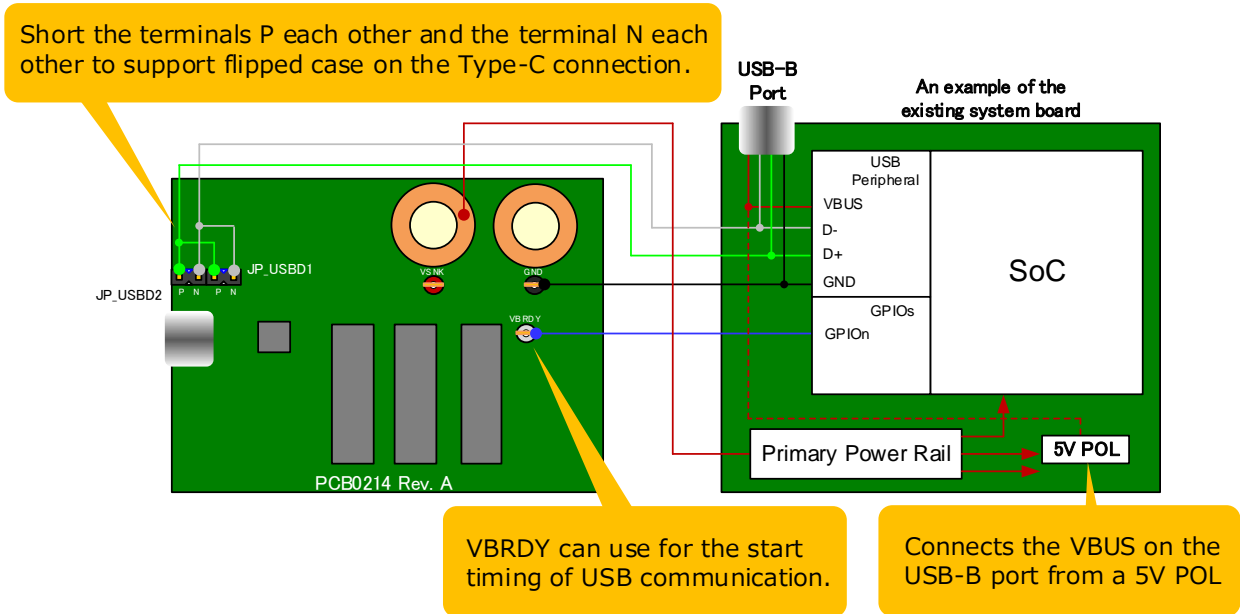 Short the terminals P each other and the terminal N each
other to support flipped case on the Type-C connection.
USB-B
Port
An example of the
existing system board
USB
Peripheral
VBUS
D-
D+
GND
SoC
GPIOs
GPIOn
JP_USBD1
JP_USBD2
P N P N
VSNK
GND
VBRDY
Primary Power Rail
5V POL
PCB0214 Rev. A
VBRDY can use for the start
timing of USB communication.
Connects the VBUS on the
USB-B port from a 5V POL